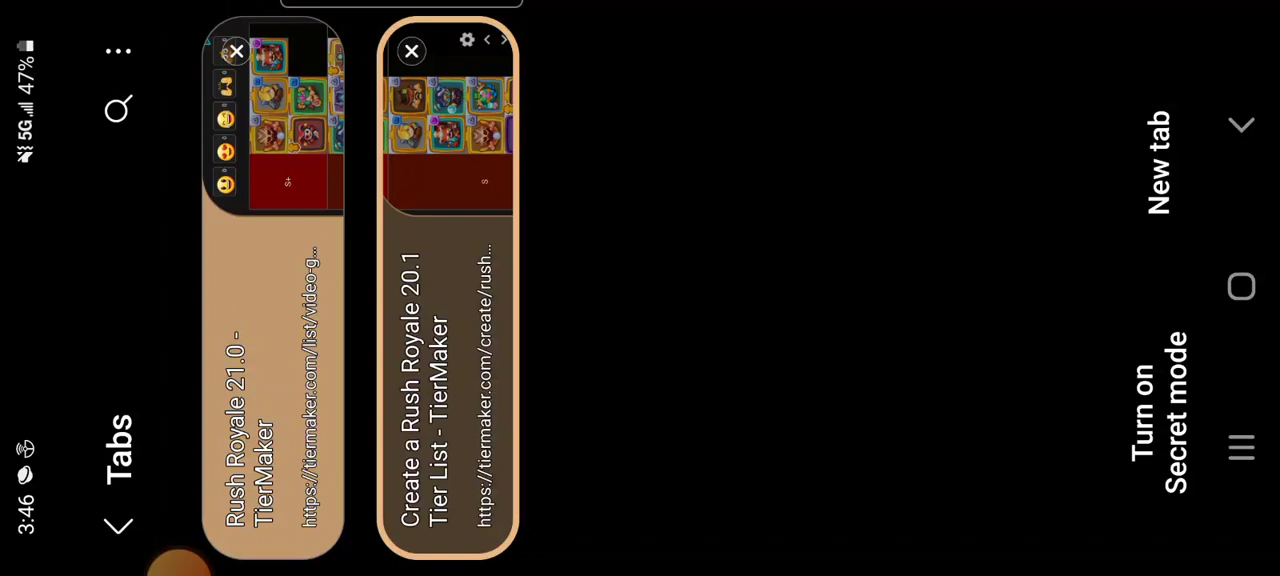 3:46
5G
47%
Tabs
Rush Royale 21.0 -
TierMaker
https://tiermaker.com/list/video-g...
S+
Create a Rush Royale 20.1
Tier List - TierMaker
https://tiermaker.com/create/rush...
S
Turn on
Secret mode
New tab